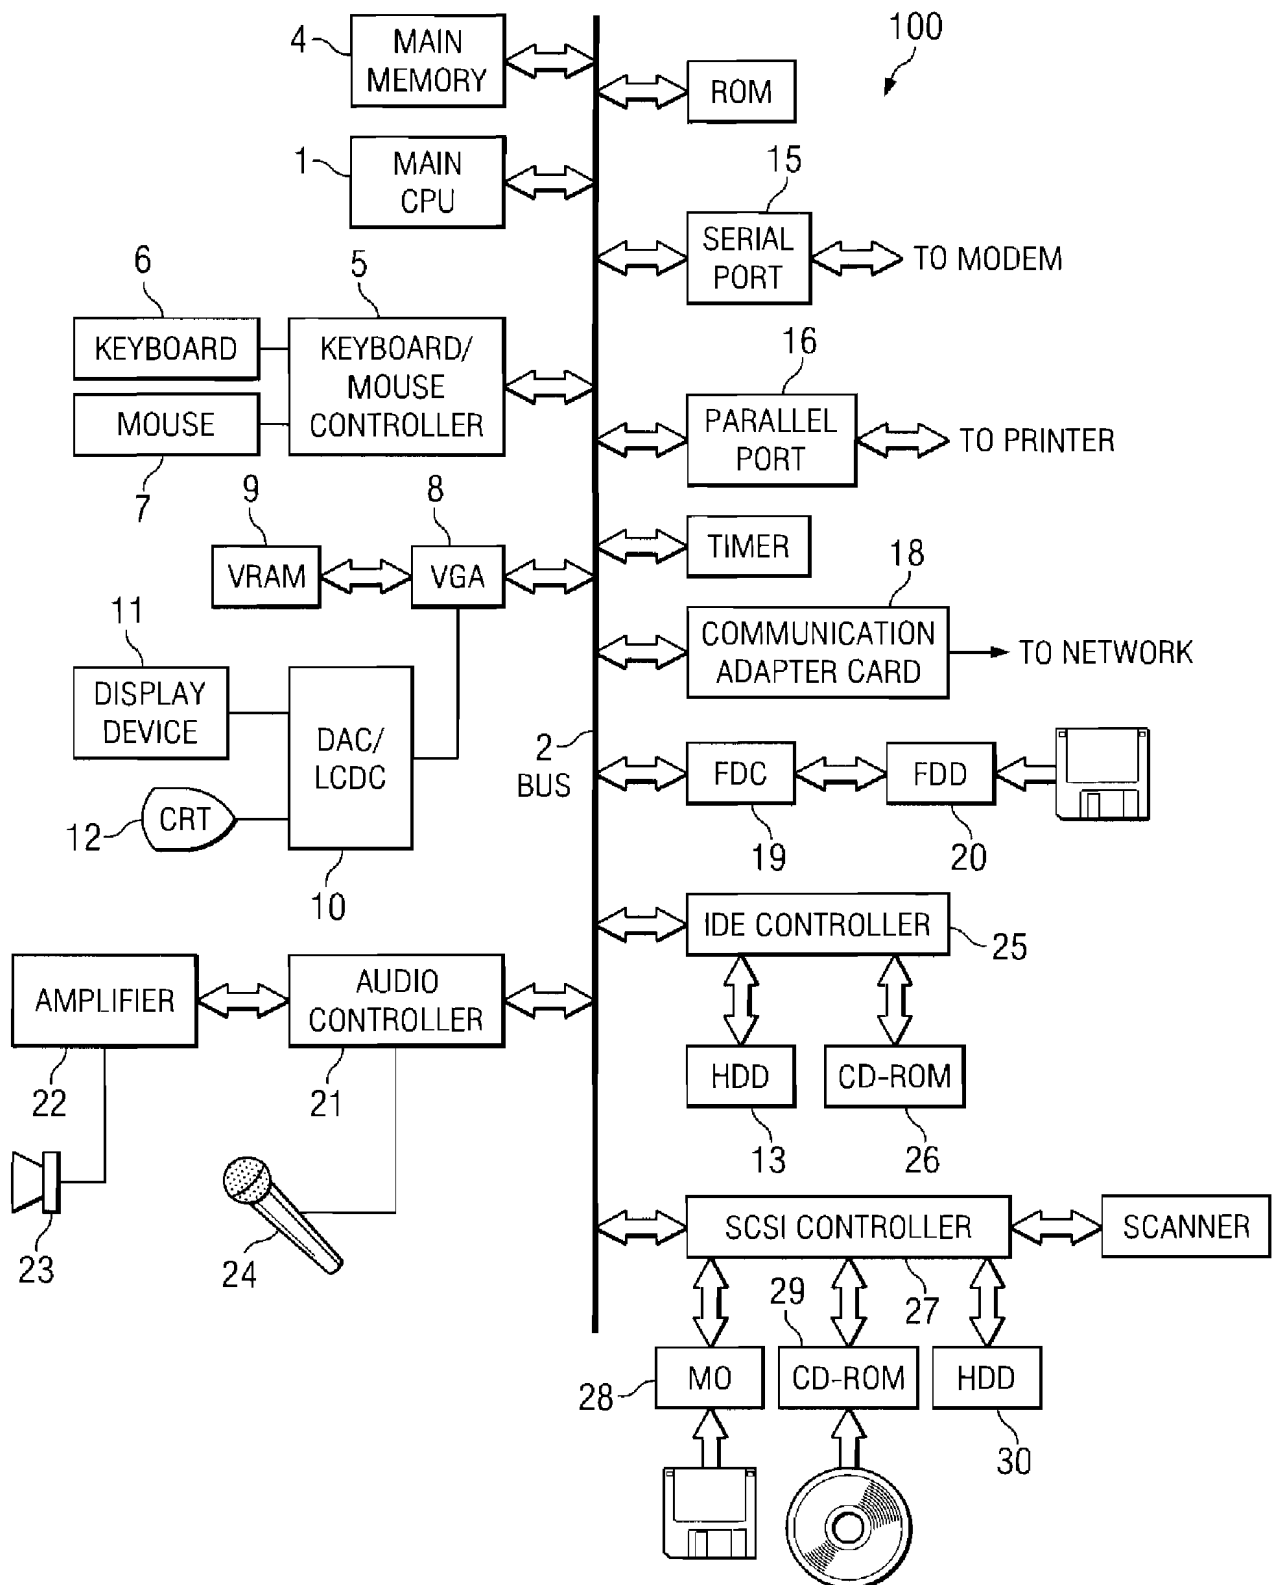 100
4
MAIN
MEMORY
ROM
1
MAIN
CPU
15
SERIAL
PORT
TO MODEM
6
5
KEYBOARD
KEYBOARD/
MOUSE
CONTROLLER
MOUSE
7
16
PARALLEL
PORT
TO PRINTER
9
8
VRAM
VGA
TIMER
18
COMMUNICATION
ADAPTER CARD
TO NETWORK
11
DISPLAY
DEVICE
DAC/
LCDC
12
CRT
10
2
BUS
FDC
FDD
19
20
IDE CONTROLLER
25
AMPLIFIER
AUDIO
CONTROLLER
22
21
HDD
CD-ROM
13
26
23
24
SCSI CONTROLLER
SCANNER
27
29
28
MO
CD-ROM
HDD
30